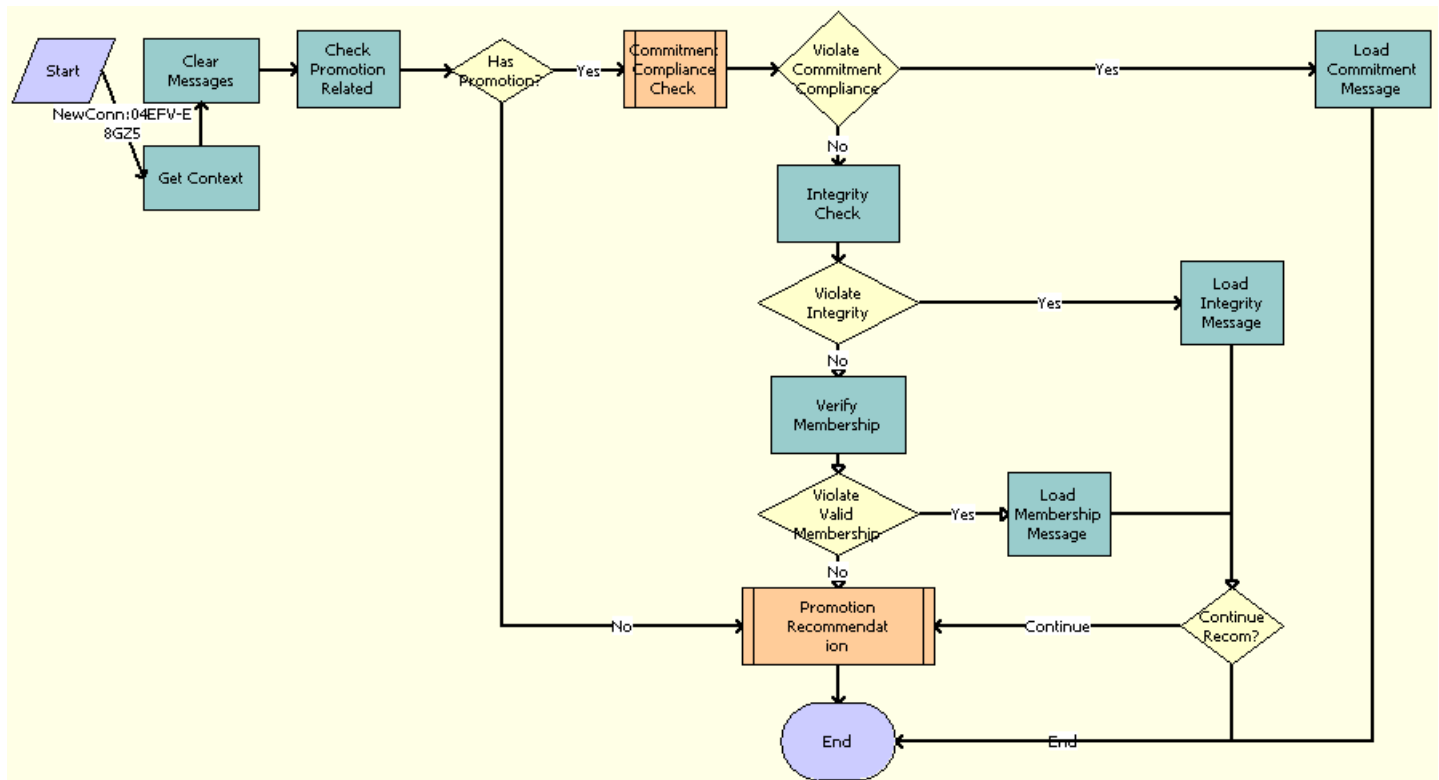 Start
NewConn:04EFV-E
8GZ5
Clear
Messages
Get Context
Check
Promotion
Related
Has
Promotion?
Yes
Commitment
Compliance
Check
Violate
Commitment
Compliance
Yes
Load
Commitment
Message
No
Integrity
Check
Violate
Integrity
Yes
Load
Integrity
Message
No
Verify
Membership
Violate
Valid
Membership
Yes
Load
Membership
Message
No
No
Promotion
Recommendat
ion
Continue
Continue
Recom?
End
End